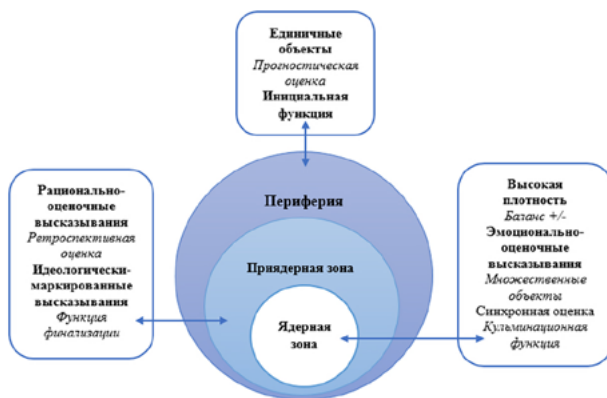 Единичные
объекты
Прогностическая
оценка
Инициальная
функция
Рационально-
оценочные
высказывания
Ретроспективная
оценка
Идеологически-
маркированные
высказывания
Функция
финализации
Периферия
Приядерная зона
Ядерная
зона
Высокая
плотность
Баланс +/-
Эмоционально-
оценочные
высказывания
Множественные
объекты
Синхронная оценка
Кульминационная
функция